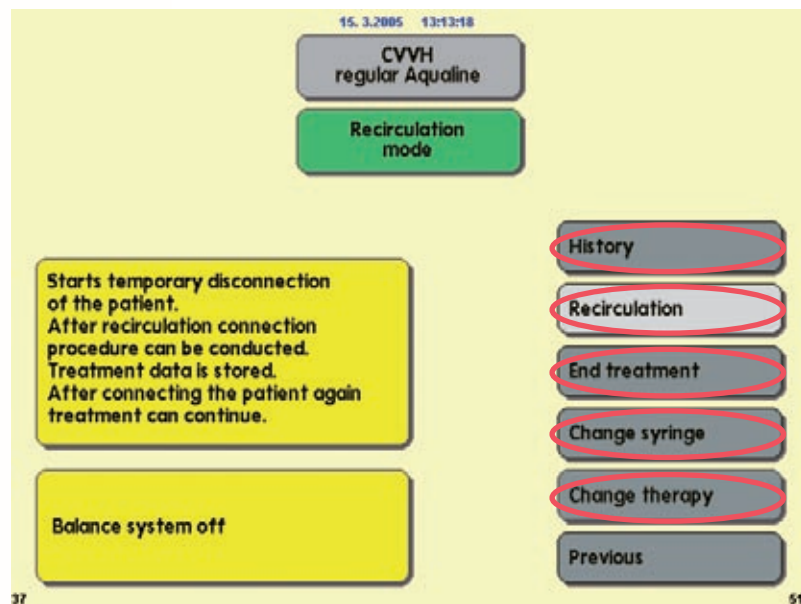 15. 3.2005 13:13:18
CVVH
regular Aqualine
Recirculation
mode
Starts temporary disconnection
of the patient.
After recirculation connection
procedure can be conducted.
Treatment data is stored.
After connecting the patient again
treatment can continue.
Balance system off
History
Recirculation
End treatment
Change syringe
Change therapy
Previous
37
51